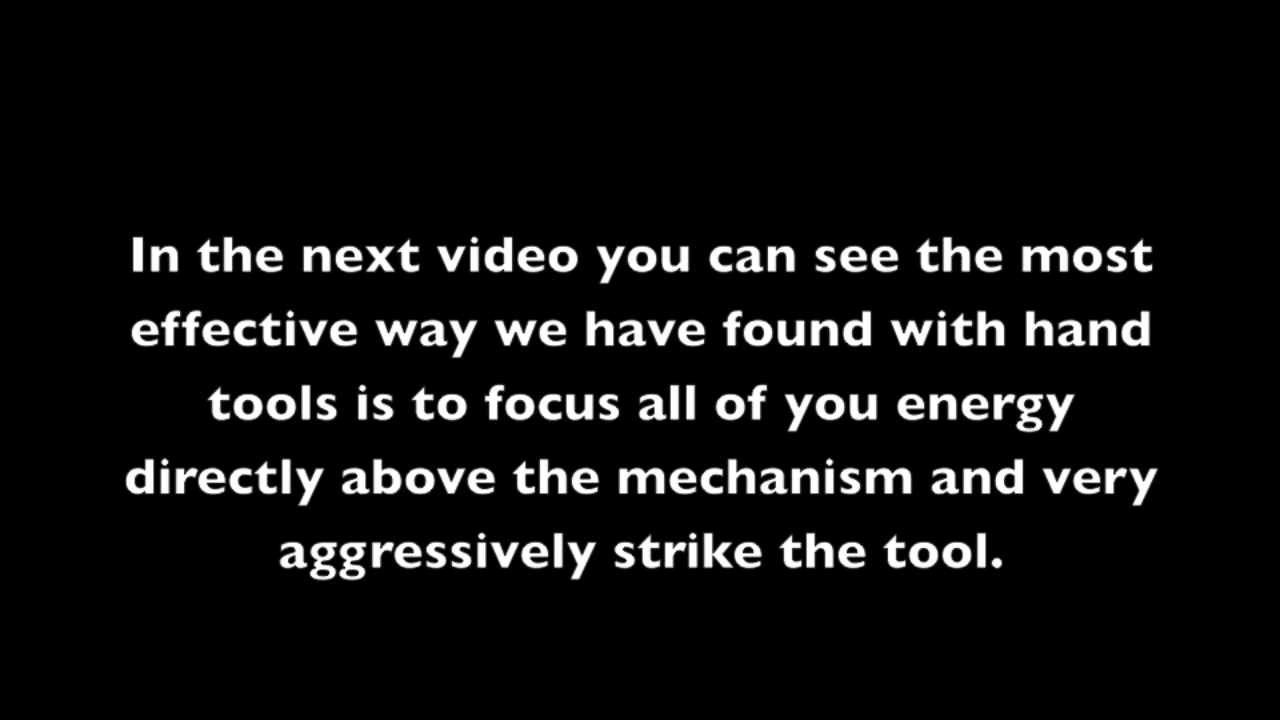 In the next video you can see the most
effective way we have found with hand
tools is to focus all of you energy
directly above the mechanism and very
aggressively strike the tool.